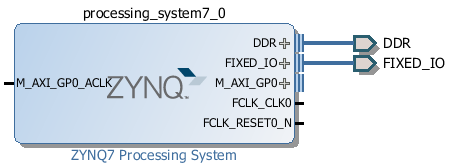 processing_system7_0
DDR
DDR
FIXED_IO
FIXED_IO
M_AXI_GP0_ACLK
ZYNQ
M_AXI_GP0
FCLK_CLK0
FCLK_RESET0_N
ZYNQ7 Processing System